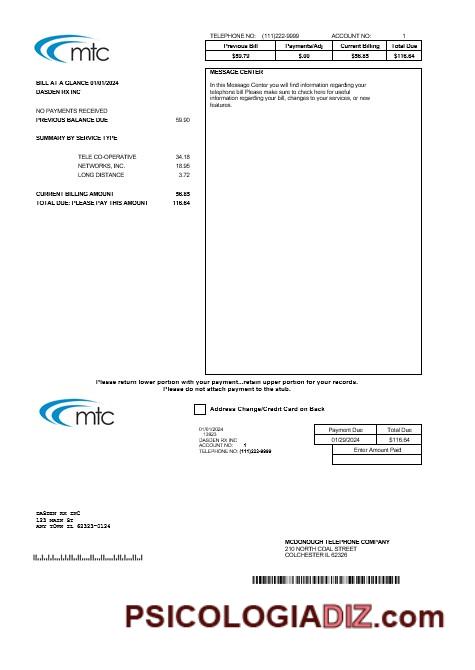 mtc
TELEPHONE NO: (111)222-9999 ACCOUNT NO: 1
Previous Bill Payments/Adj Current Billing Total Due
$59.79 $.00 $56.85 $116.64
BILL AT A GLANCE 01/01/2024
DASDEN RX INC
NO PAYMENTS RECEIVED
PREVIOUS BALANCE DUE 59.90
SUMMARY BY SERVICE TYPE
TELE CO-OPERATIVE 34.18
NETWORKS, INC. 18.95
LONG DISTANCE 3.72
CURRENT BILLING AMOUNT 56.85
TOTAL DUE: PLEASE PAY THIS AMOUNT 116.64
MESSAGE CENTER
In this Message Center you will find information regarding your
telephone bill Please make sure to check here for useful
information regarding your bill, changes to your services, or new
features.
Please return lower portion with your payment...retain upper portion for your records.
Please do not attach payment to the stub.
mtc
Address Change/Credit Card on Back
01/01/2024
13923
DASDEN RX INC
ACCOUNT NO: 1
TELEPHONE NO: (111)222-9999
Payment Due Total Due
01/29/2024 $116.64
Enter Amount Paid
DASDEN RX INC
123 MAIN ST
ANY TOWN IL 62323-0124
MCDONOUGH TELEPHONE COMPANY
210 NORTH COAL STREET
COLCHESTER IL 62326
PSICOLOGIADIZ.com